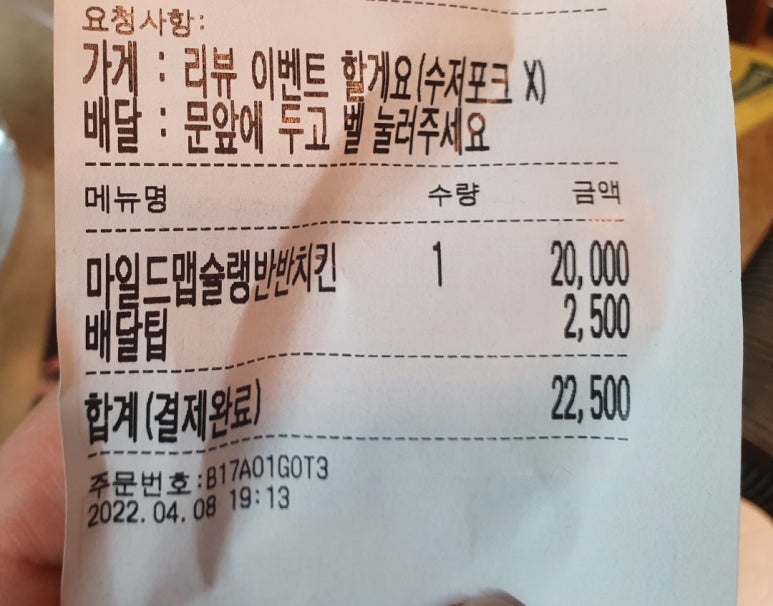 요청사항:
가게 : 리뷰 이벤트 할게요(수저포크 X)
배달 : 문앞에 두고 벨 눌러주세요
메뉴명 수량 금액
마일드맵슐랭반반치킨 1 20,000
배달팁 2,500
합계(결제완료) 22,500
주문번호:B17A01G0T3
2022.04.08 19:13